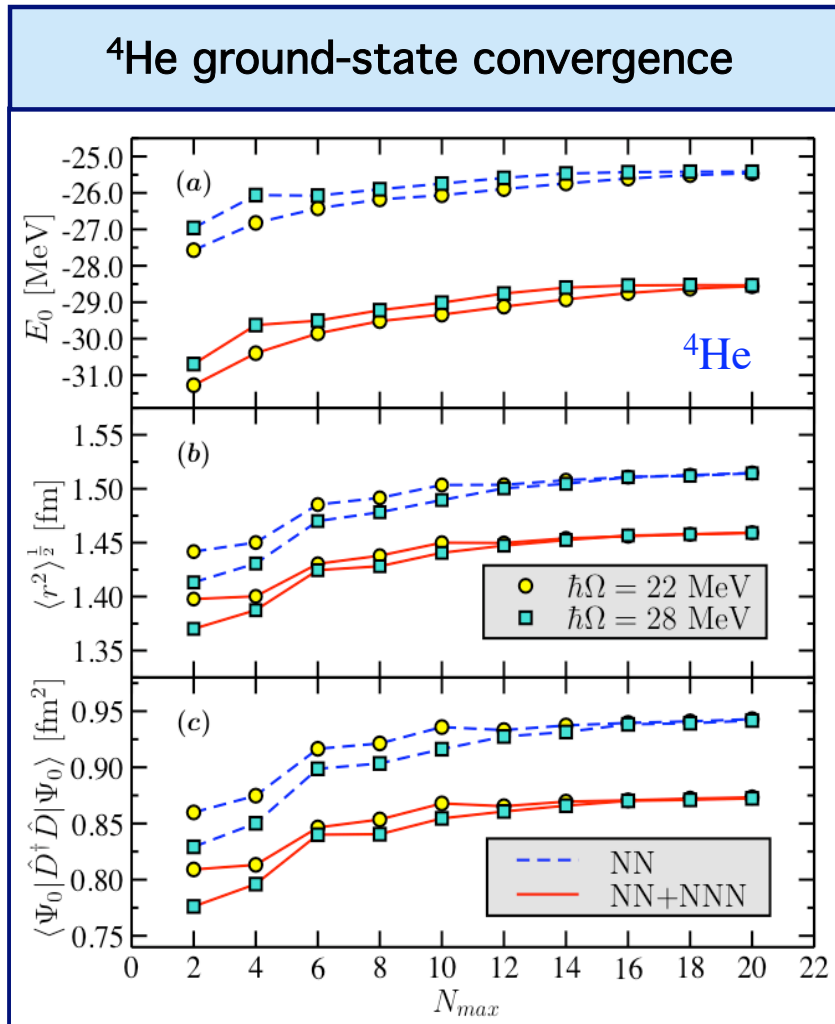 ⁴He ground-state convergence
(a)
-25.0
-26.0
-27.0
-28.0
-29.0
-30.0
-31.0
E₀ [MeV]
⁴He
(b)
1.55
1.50
1.45
1.40
1.35
⟨r²⟩^½ [fm]
ħΩ = 22 MeV
ħΩ = 28 MeV
(c)
0.95
0.90
0.85
0.80
0.75
⟨Ψ₀|D̂†D̂|Ψ₀⟩ [fm²]
NN
NN+NNN
0 2 4 6 8 10 12 14 16 18 20 22
N_max